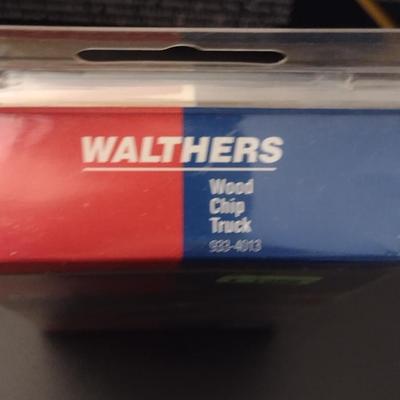 WALTHERS
Wood
Chip
Truck
933-4013